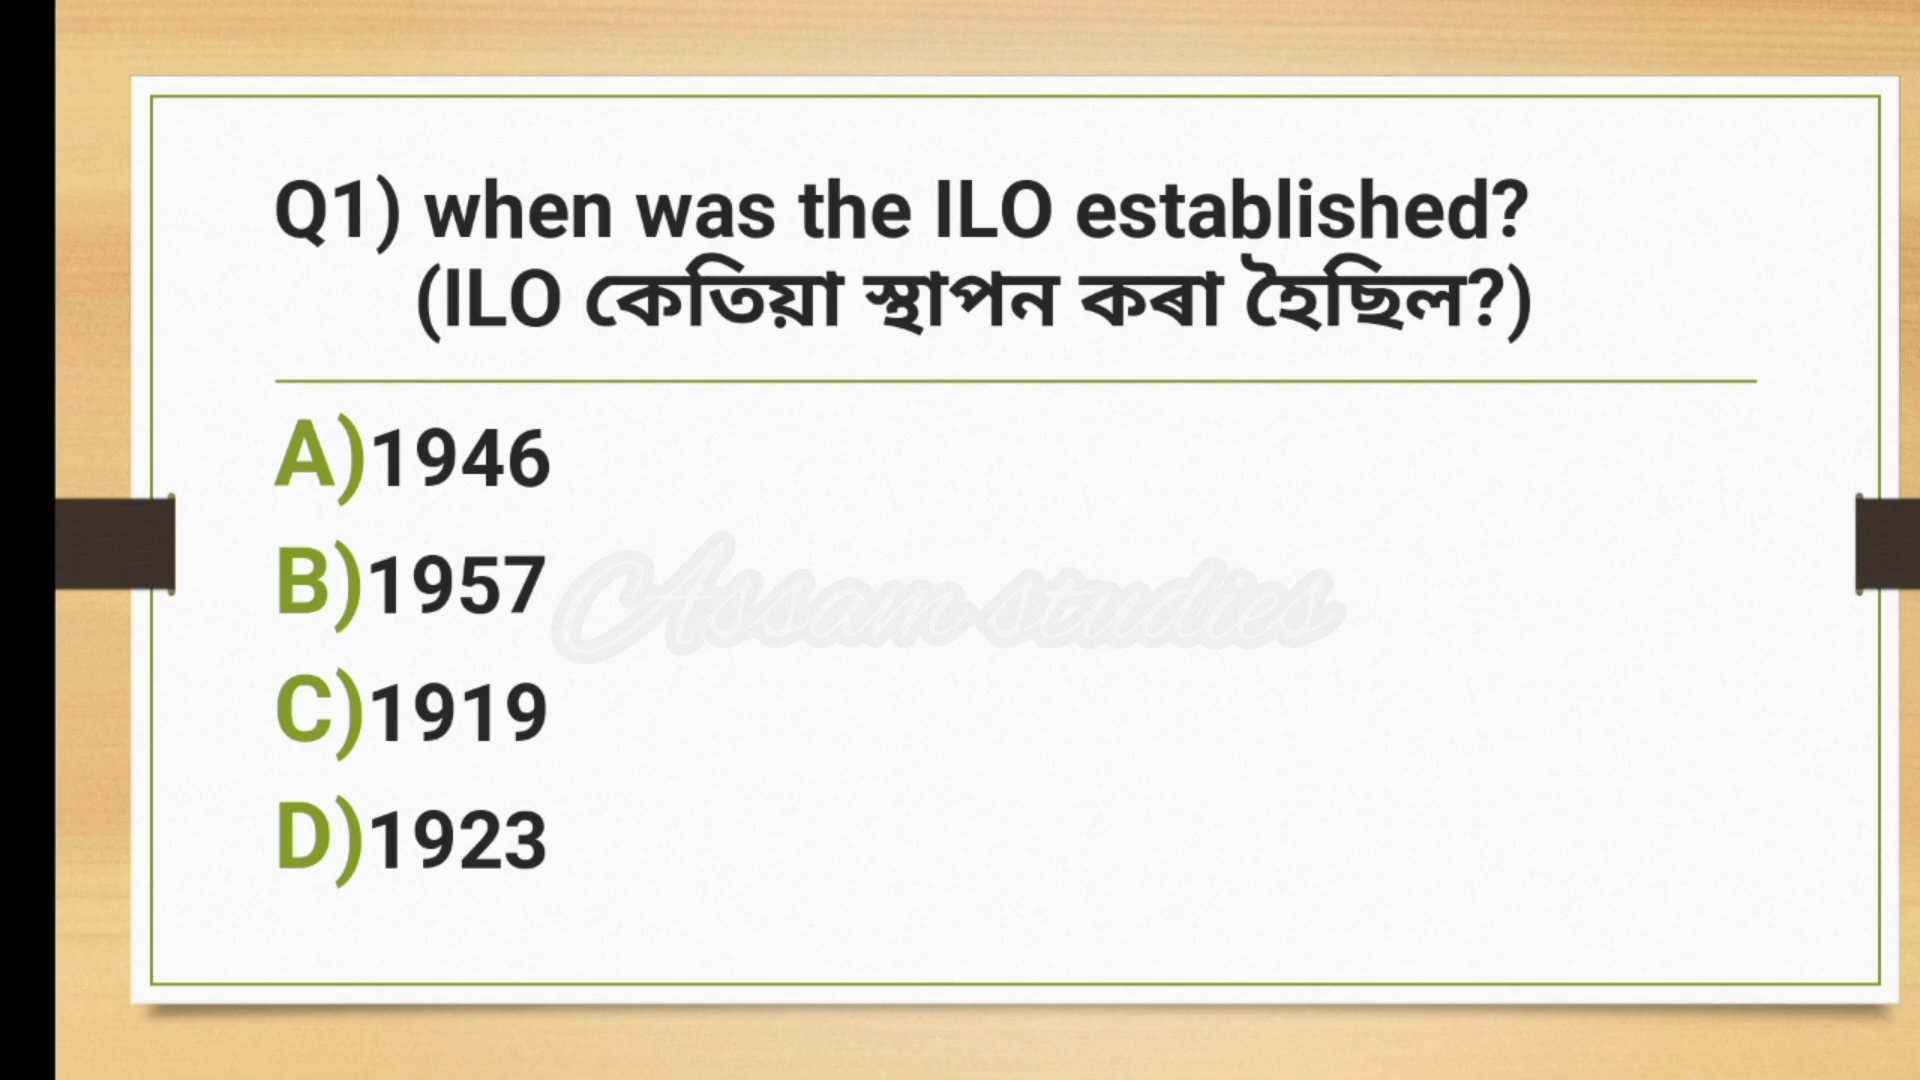 Q1) when was the ILO established?
(ILO কেতিয়া স্থাপন কৰা হৈছিল?)
A)1946
B)1957
Assam studies
C)1919
D)1923